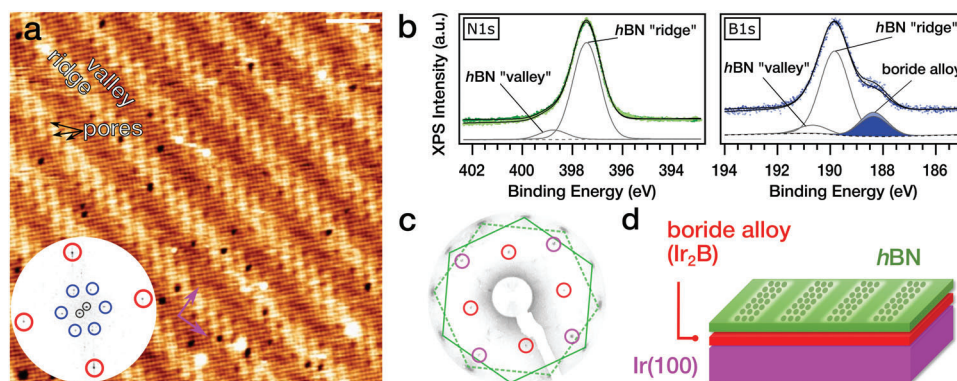 a
ridge
valley
pores
b
N1s
hBN "ridge"
hBN "valley"
XPS Intensity (a.u.)
402 400 398 396 394
Binding Energy (eV)
B1s
hBN "ridge"
hBN "valley"
boride alloy
194 192 190 188 186
Binding Energy (eV)
c
d
boride alloy
(Ir₂B)
hBN
Ir(100)